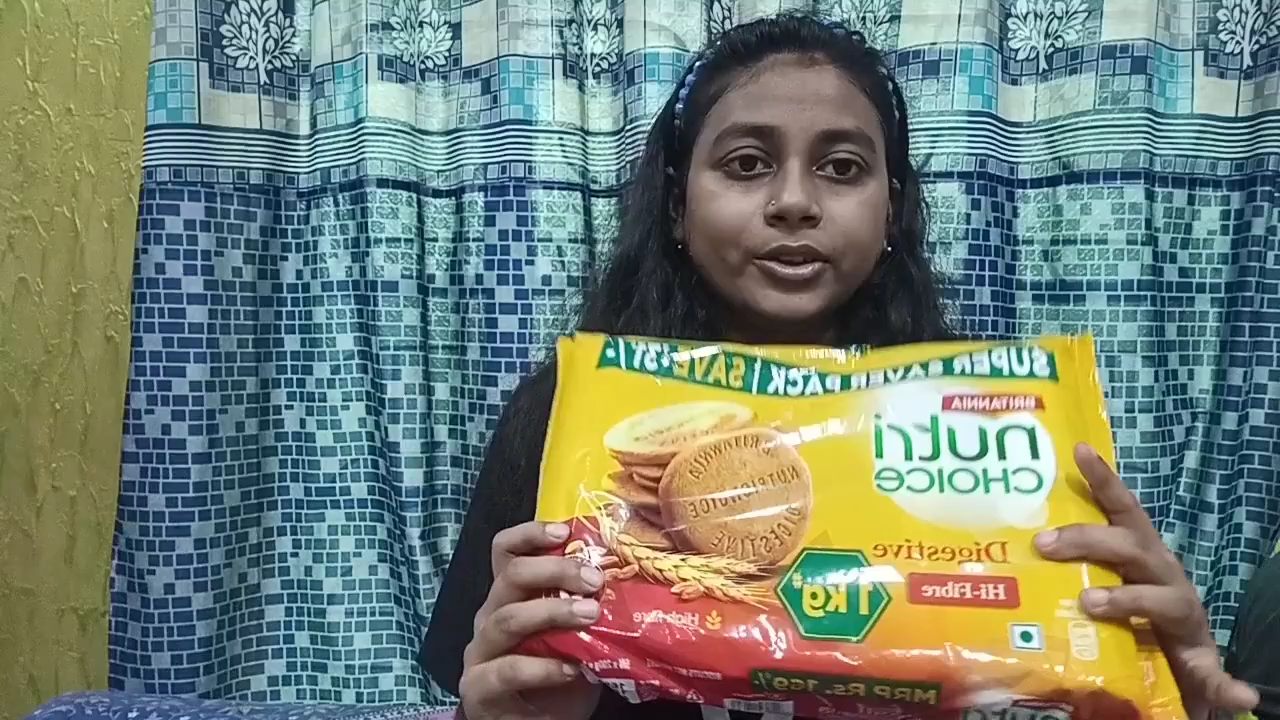 SUPER SAVER PACK | SAVE
BRITANNIA
nutri
CHOICE
BRITANNIA
NUTRICHOICE
DIGESTIVE
Digestive
Hi-Fibre
1 kg
High Fibre
MRP Rs. 169/-